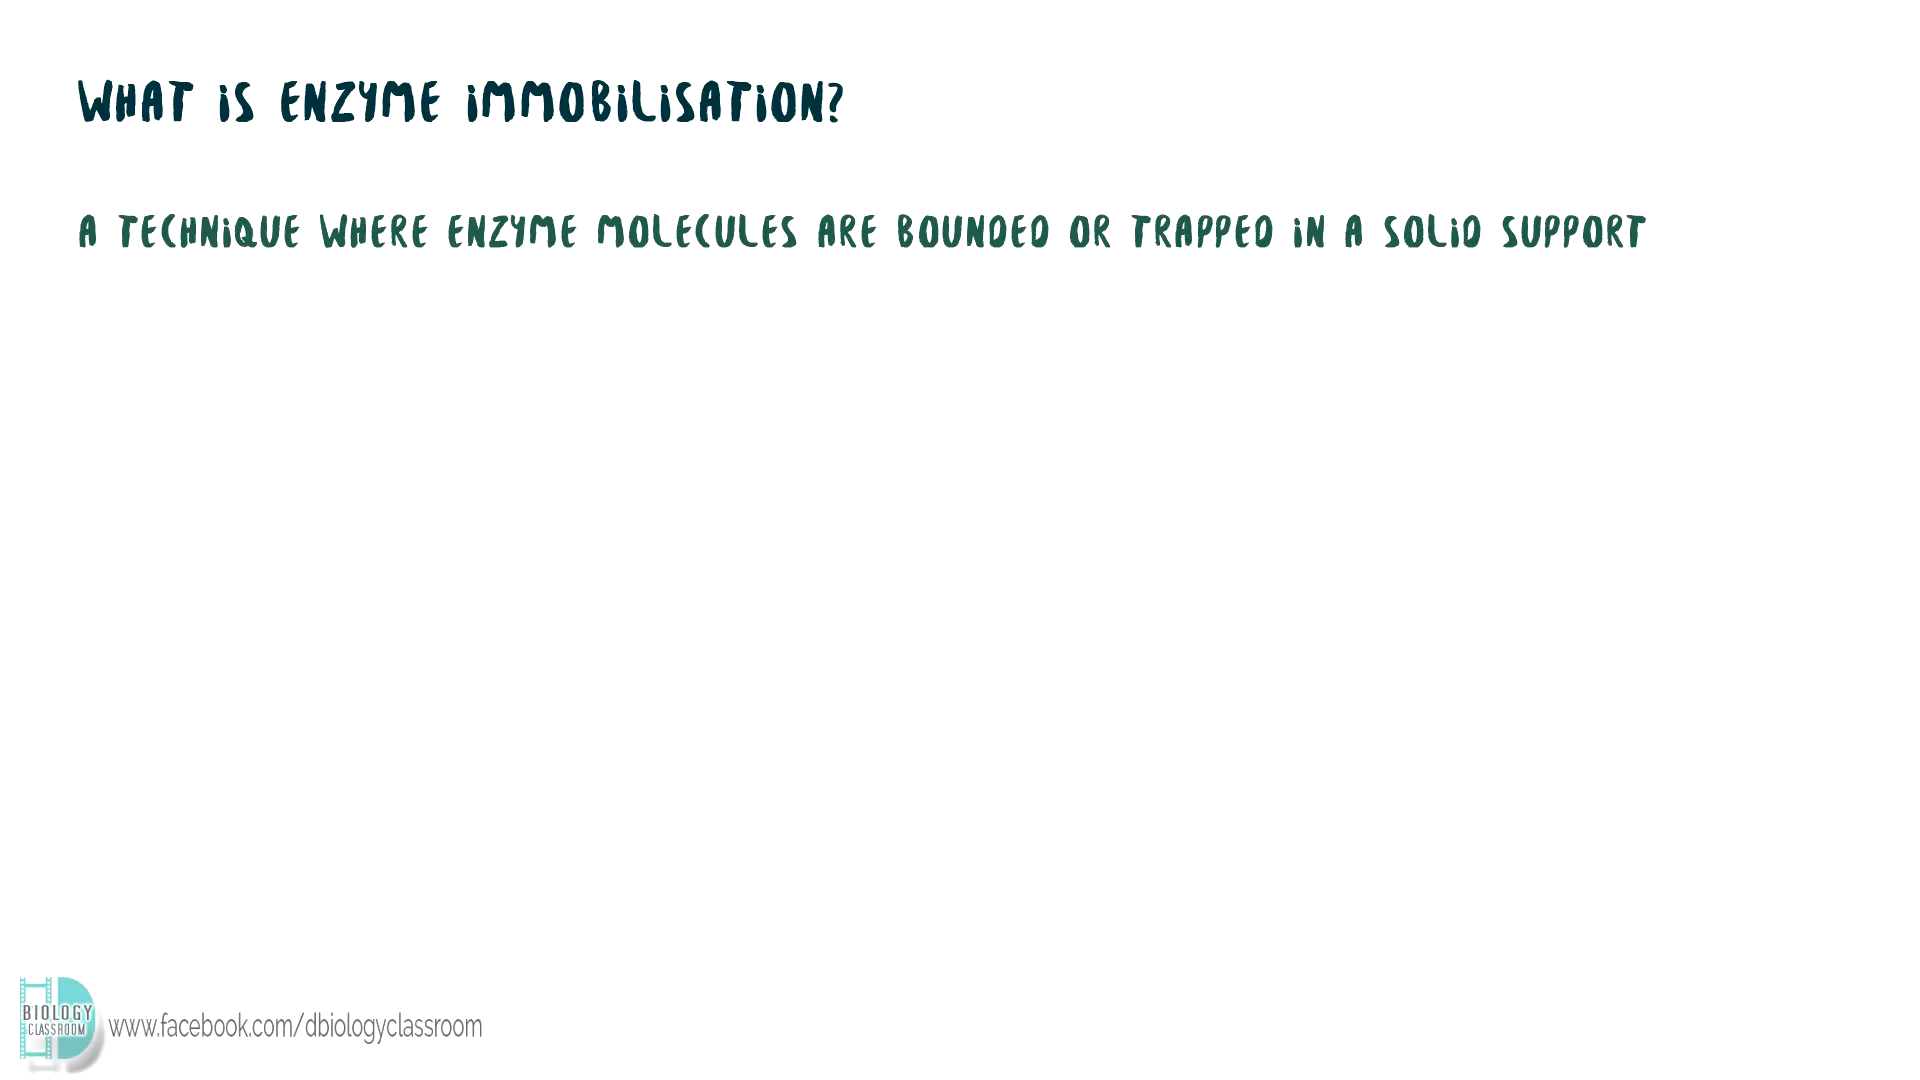 WHAT iS ENZYME iMMOBiLiSATiON?
A TECHNiQUE WHERE ENZYME MOLECULES ARE BOUNDED OR TRAPPED iN A SOLiD SUPPORT
BIOLOGY
CLASSROOM
www.facebook.com/dbiologyclassroom